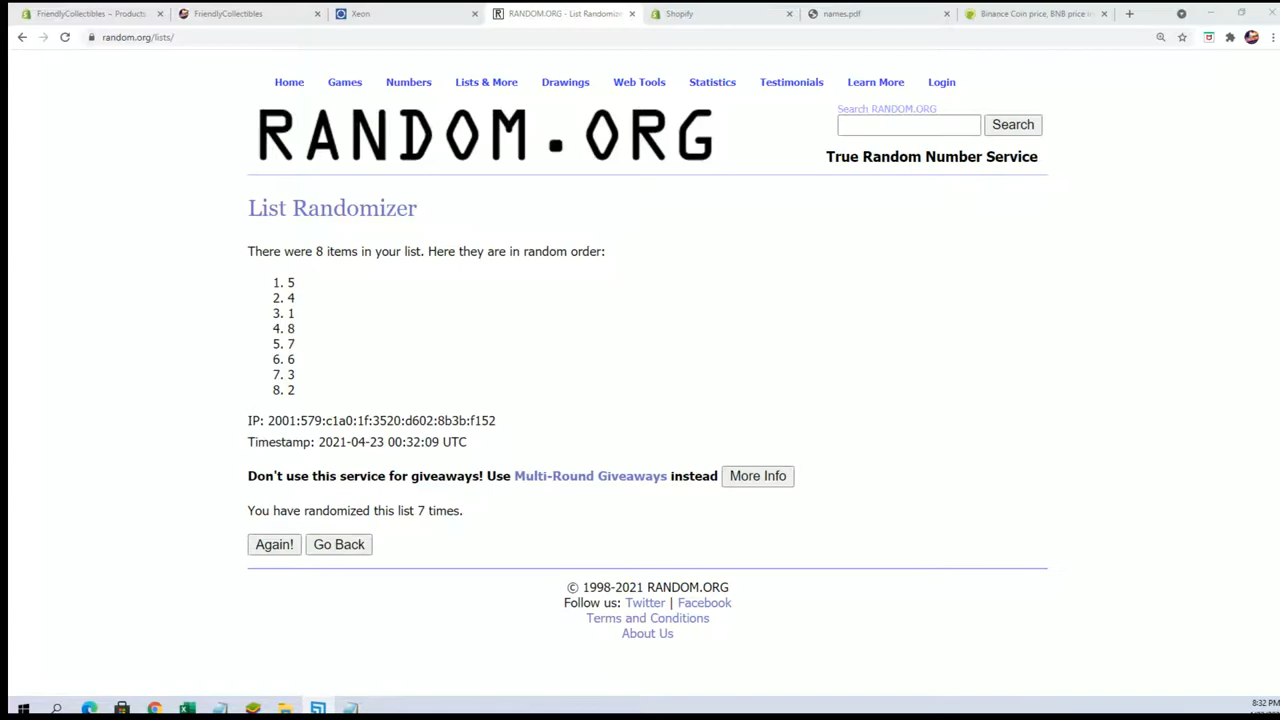 FriendlyCollectibles ~ Products
FriendlyCollectibles
Xeon
RANDOM.ORG - List Randomize
Shopify
names.pdf
Binance Coin price, BNB price in
random.org/lists/
Home Games Numbers Lists & More Drawings Web Tools Statistics Testimonials Learn More Login
RANDOM.ORG
Search RANDOM.ORG
Search
True Random Number Service
List Randomizer
There were 8 items in your list. Here they are in random order:
1. 5
2. 4
3. 1
4. 8
5. 7
6. 6
7. 3
8. 2
IP: 2001:579:c1a0:1f:3520:d602:8b3b:f152
Timestamp: 2021-04-23 00:32:09 UTC
Don't use this service for giveaways! Use Multi-Round Giveaways instead More Info
You have randomized this list 7 times.
Again! Go Back
© 1998-2021 RANDOM.ORG
Follow us: Twitter | Facebook
Terms and Conditions
About Us
8:32 PM